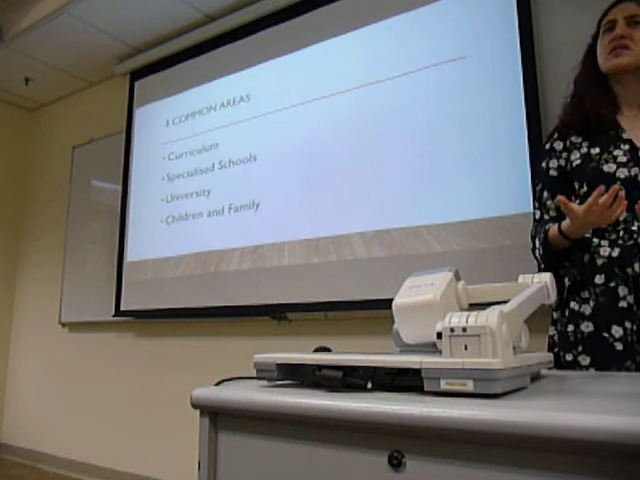 3 COMMON AREAS
• Curriculum
• Specialised Schools
• University
• Children and Family